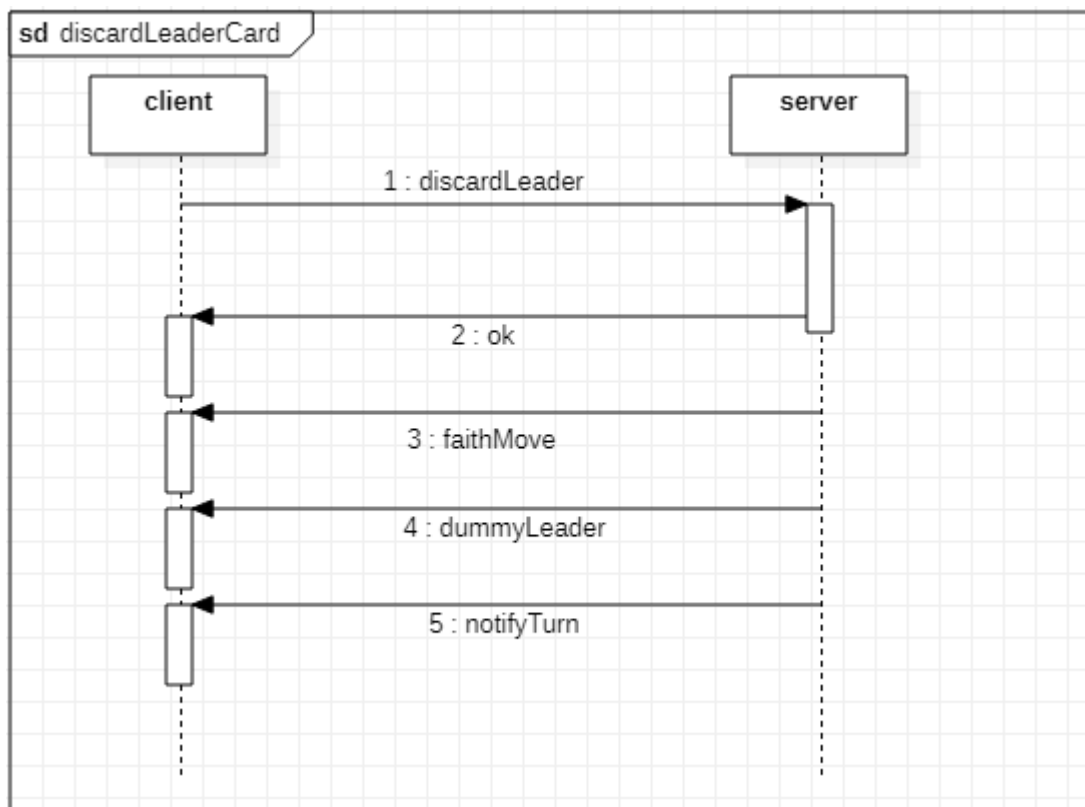 sd discardLeaderCard
client
server
1 : discardLeader
2 : ok
3 : faithMove
4 : dummyLeader
5 : notifyTurn